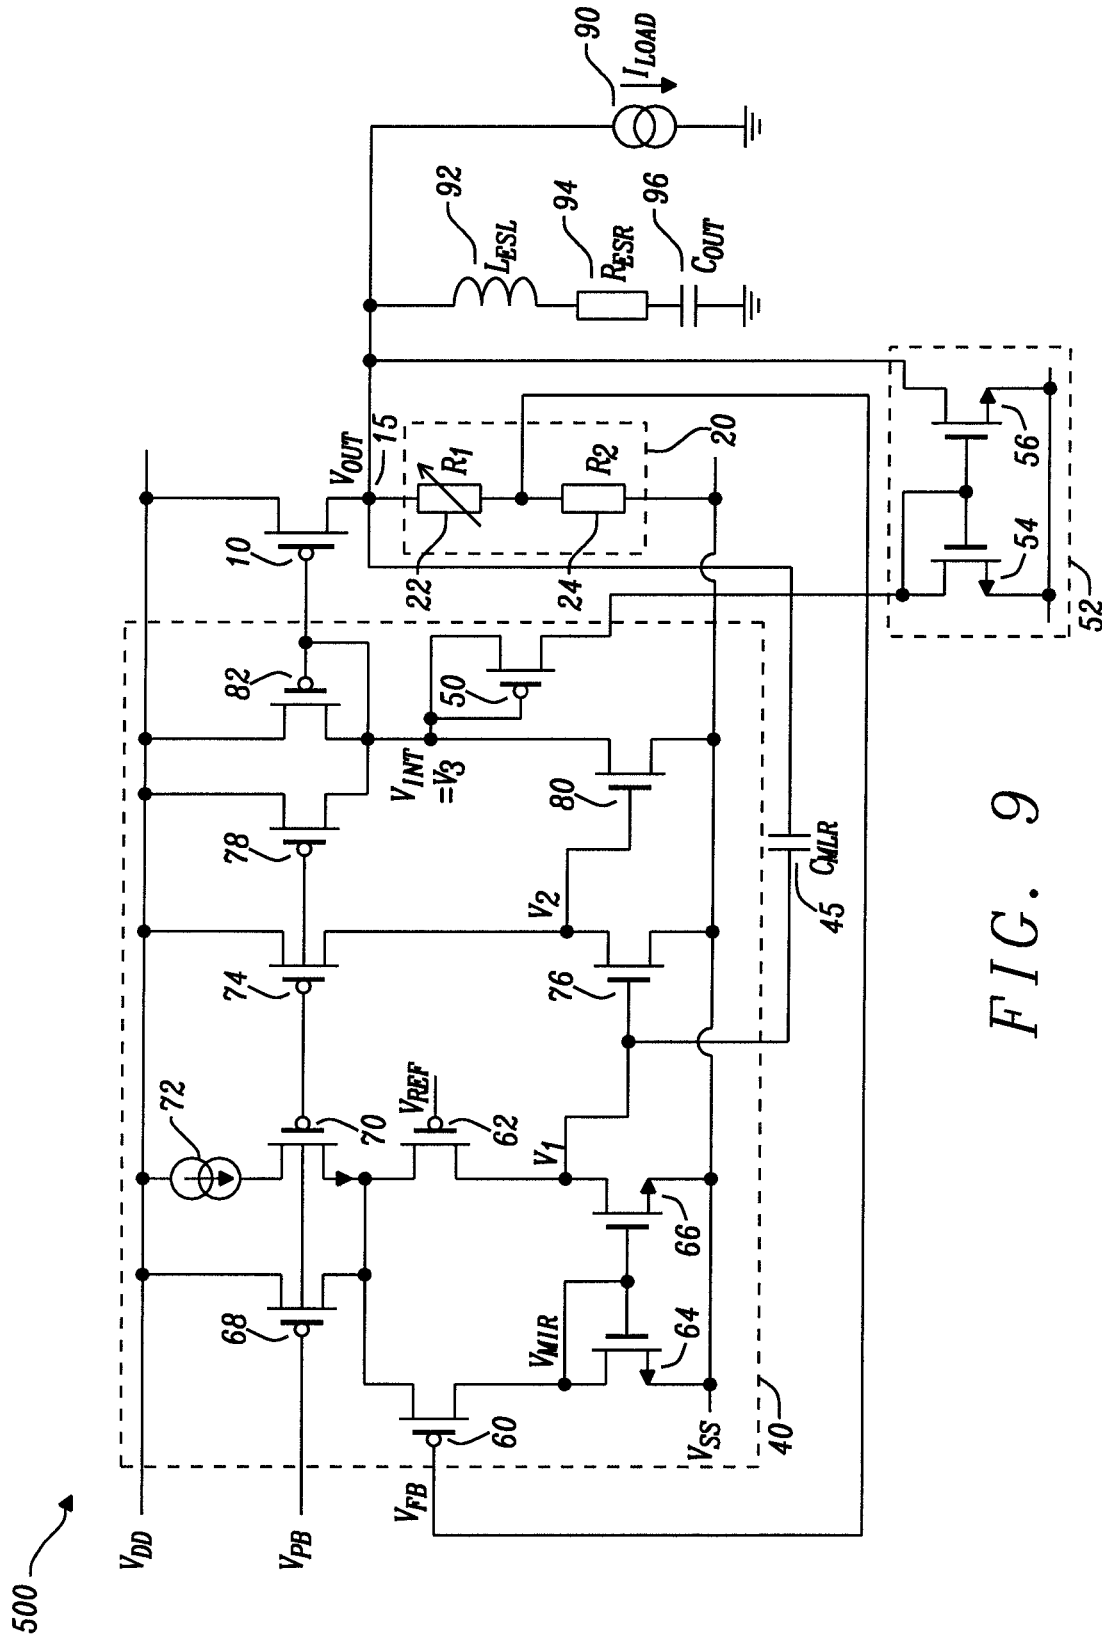 500
V_DD
V_PB
V_FB
68
60
72
70
V_REF
62
V_MIR
64
V_SS
40
V_1
66
74
V_2
76
78
82
V_INT
=V_3
50
80
45
C_MLR
10
V_OUT
15
R_1
22
R_2
24
20
92
L_ESL
94
R_ESR
96
C_OUT
90
I_LOAD
54
56
52
FIG. 9